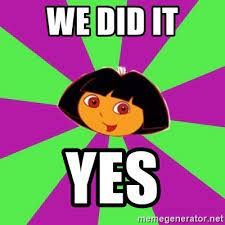 WE DID IT
YES
memegenerator.net